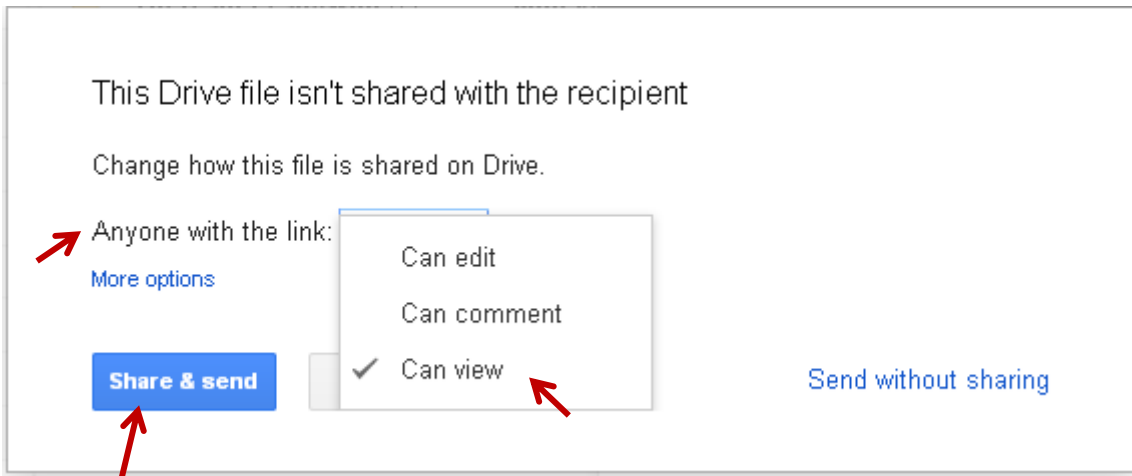 This Drive file isn't shared with the recipient
Change how this file is shared on Drive.
Anyone with the link:
Can edit
More options
Can comment
Can view
Share & send
Send without sharing